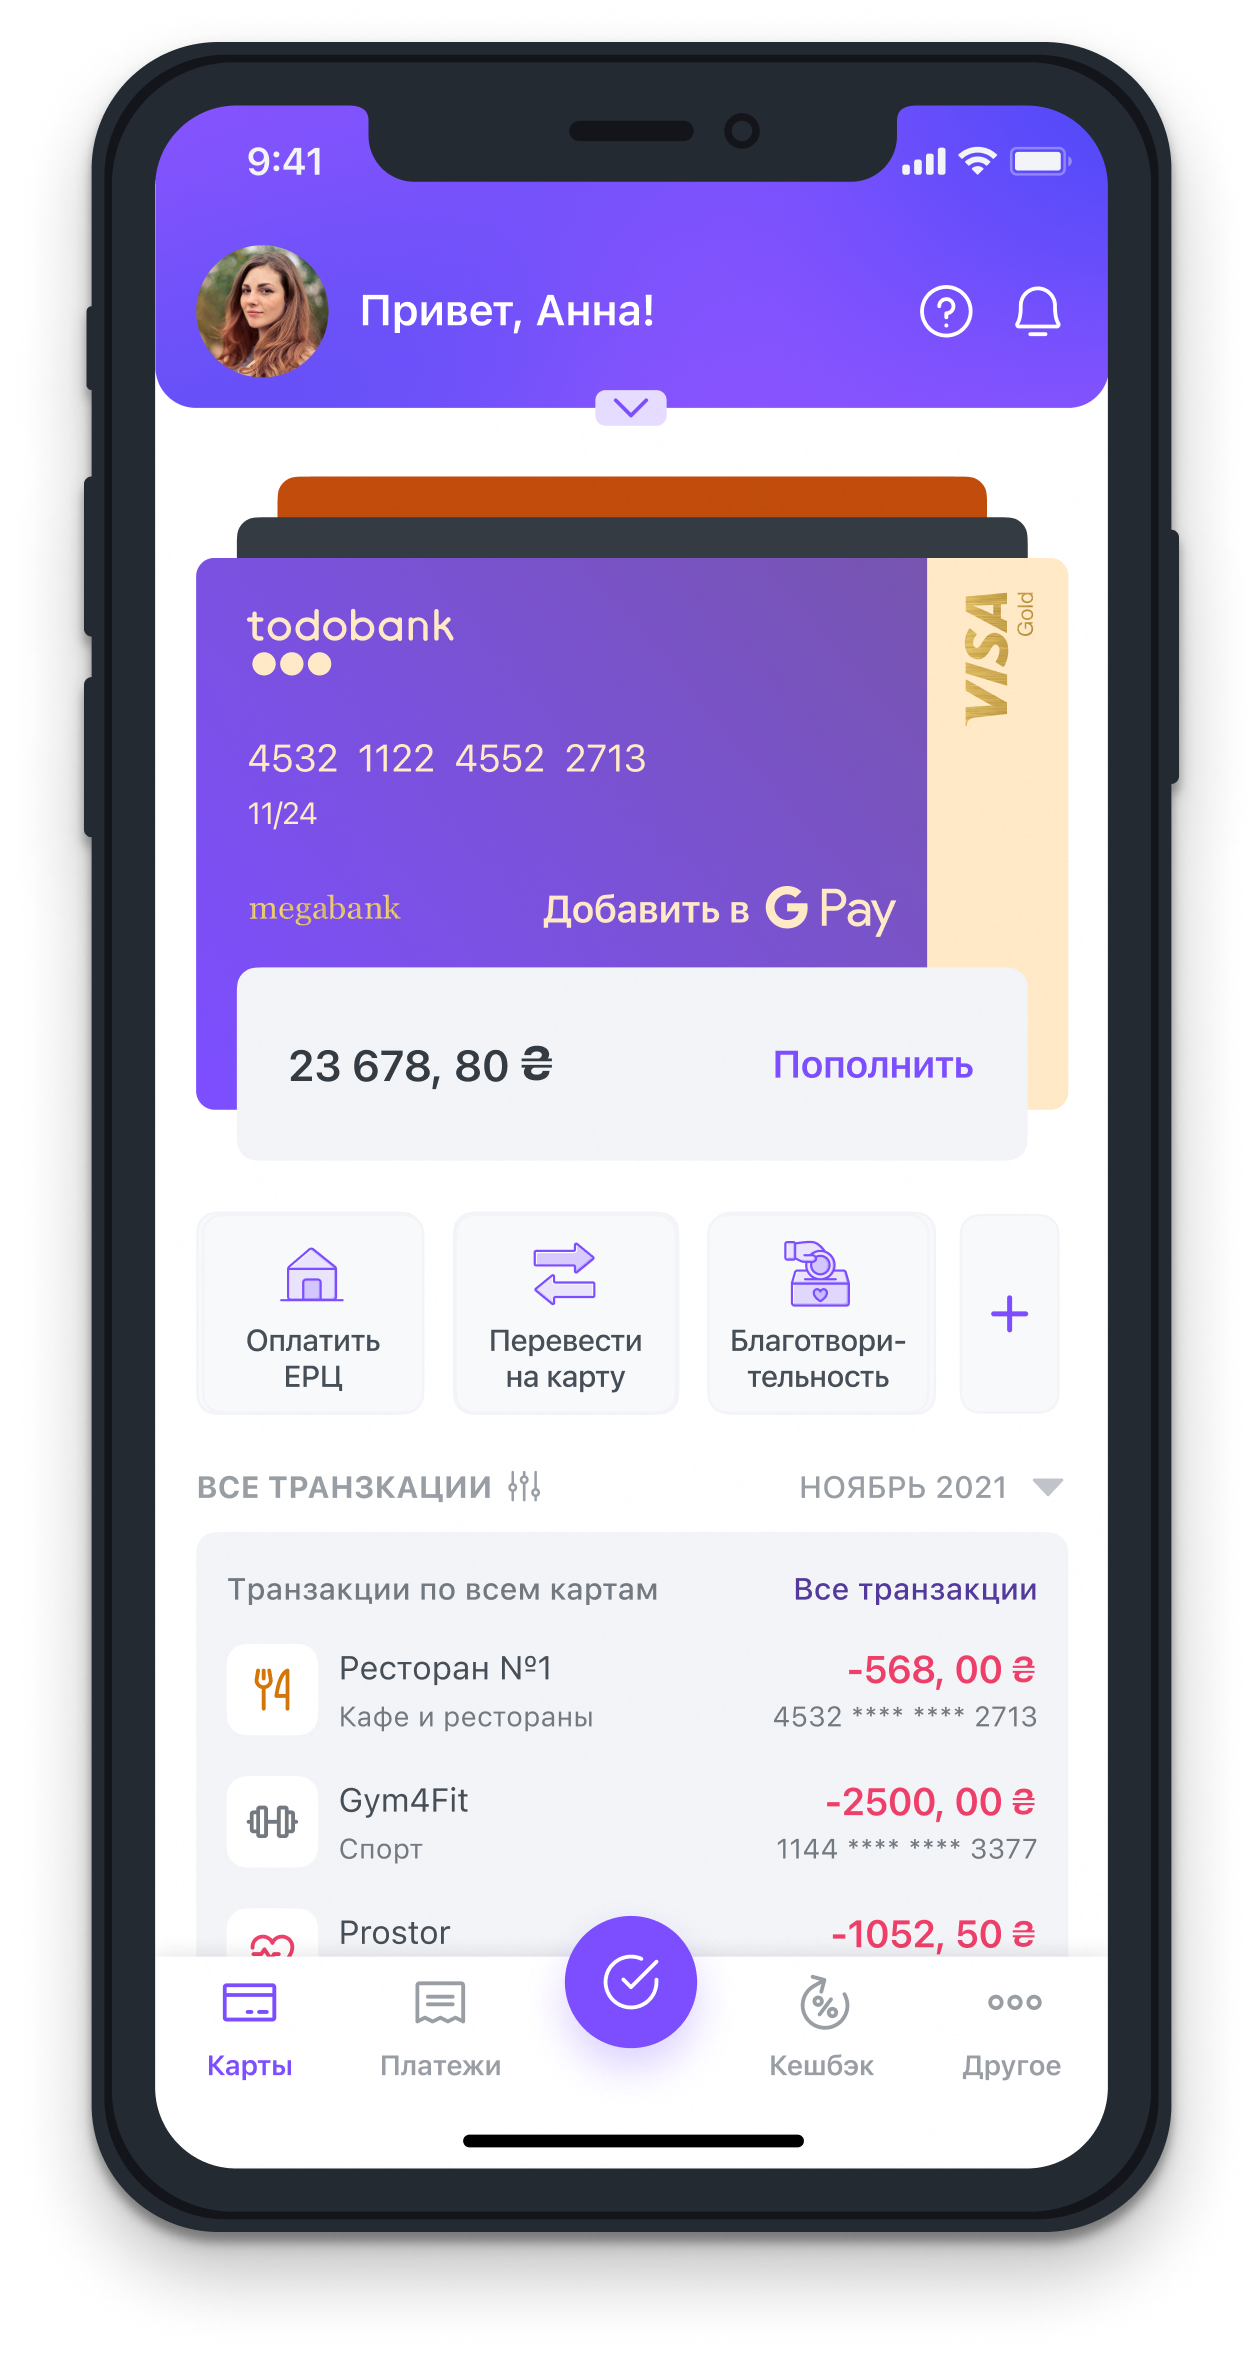 9:41
Привет, Анна!
todobank
VISA
Gold
4532 1122 4552 2713
11/24
megabank
Добавить в G Pay
23 678, 80 ₴
Пополнить
Оплатить
ЕРЦ
Перевести
на карту
Благотвори-
тельность
+
ВСЕ ТРАНЗКАЦИИ
НОЯБРЬ 2021
Транзакции по всем картам
Все транзакции
Ресторан №1
-568, 00 ₴
Кафе и рестораны
4532 **** **** 2713
Gym4Fit
-2500, 00 ₴
Спорт
1144 **** **** 3377
Prostor
-1052, 50 ₴
Карты
Платежи
Кешбэк
Другое